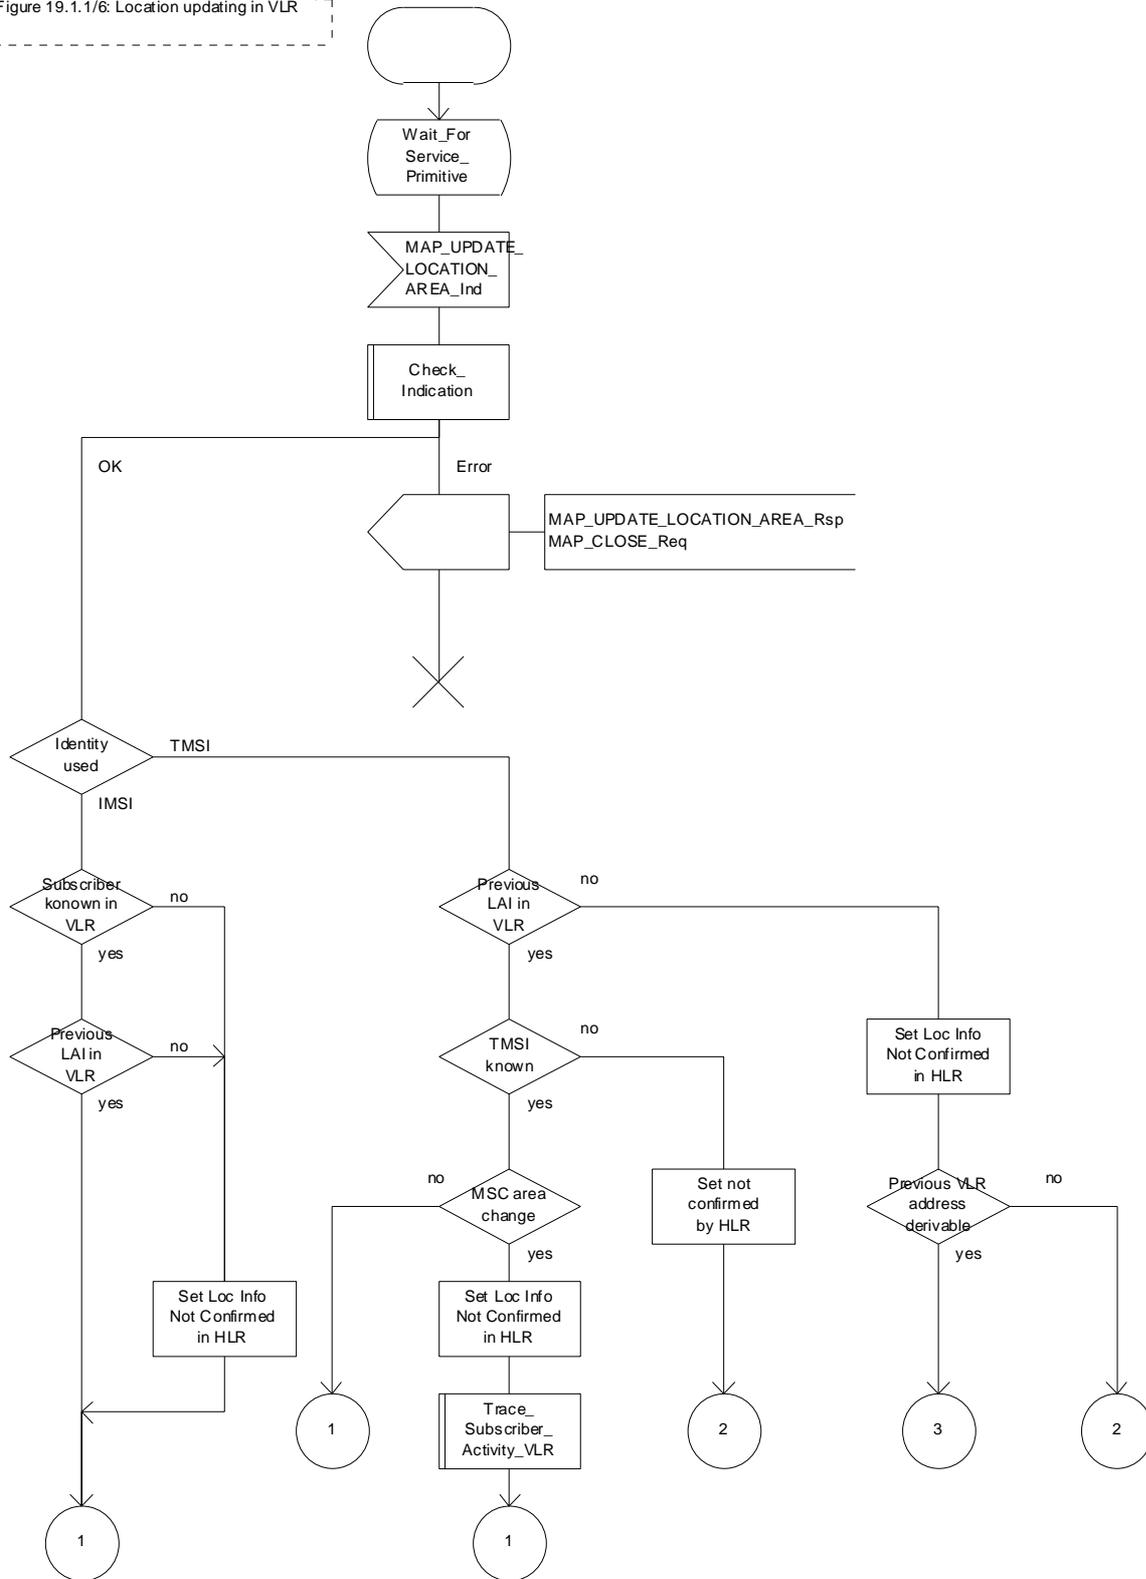 Figure 19.1.1/6: Location updating in VLR
Wait_For
Service_
Primitive
MAP_UPDATE_
LOCATION_
AREA_Ind
Check_
Indication
OK
Error
MAP_UPDATE_LOCATION_AREA_Rsp
MAP_CLOSE_Req
Identity
used
TMSI
IMSI
Subscriber
konown in
VLR
no
yes
Previous
LAI in
VLR
no
yes
Previous
LAI in
VLR
no
yes
TMSI
known
no
yes
Set Loc Info
Not Confirmed
in HLR
MSC area
change
no
yes
Set not
confirmed
by HLR
Previous VLR
address
derivable
no
yes
Set Loc Info
Not Confirmed
in HLR
Set Loc Info
Not Confirmed
in HLR
Trace_
Subscriber_
Activity_VLR
1
2
3
2
1
1